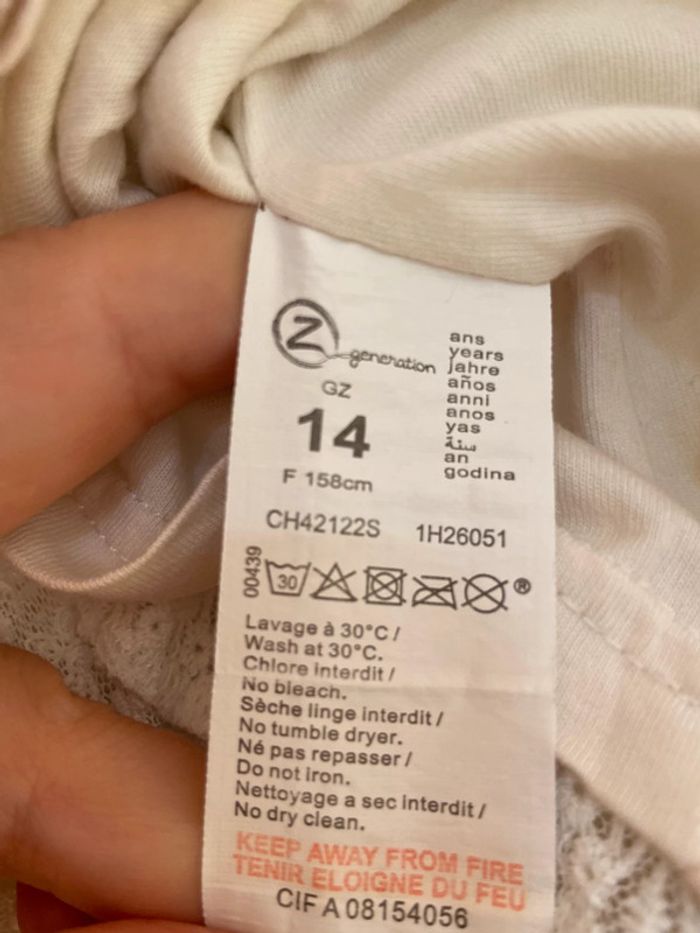 Z
generation
GZ
14
F 158cm
ans
years
Jahre
años
anni
anos
yas
سنة
an
godina
CH42122S 1H26051
00439
30
®
Lavage à 30°C /
Wash at 30°C.
Chlore interdit /
No bleach.
Sèche linge interdit /
No tumble dryer.
Né pas repasser /
Do not iron.
Nettoyage a sec interdit /
No dry clean.
KEEP AWAY FROM FIRE
TENIR ELOIGNE DU FEU
CIF A 08154056